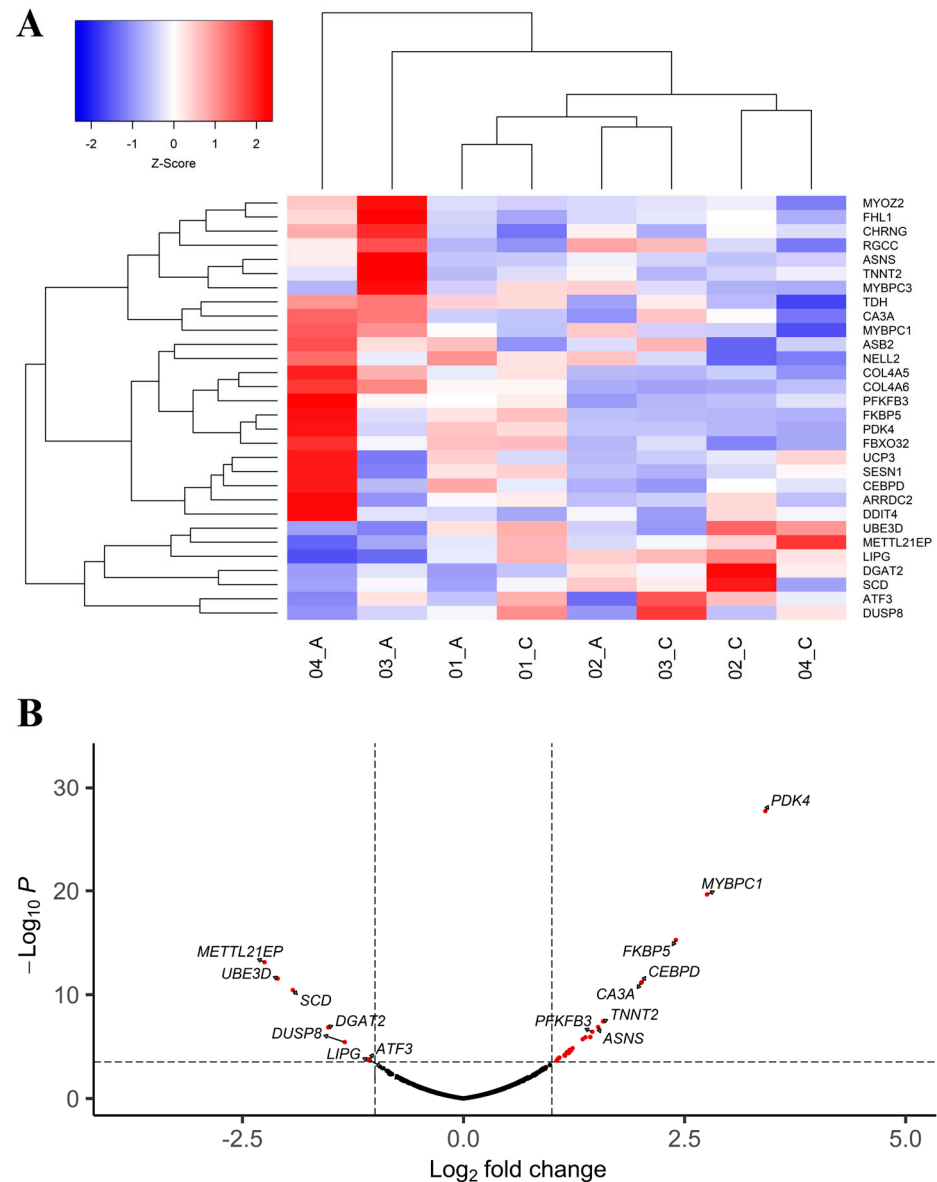 A
-2 -1 0 1 2
Z-Score
MYOZ2
FHL1
CHRNG
RGCC
ASNS
TNNT2
MYBPC3
TDH
CA3A
MYBPC1
ASB2
NELL2
COL4A5
COL4A6
PFKFB3
FKBP5
PDK4
FBXO32
UCP3
SESN1
CEBPD
ARRDC2
DDIT4
UBE3D
METTL21EP
LIPG
DGAT2
SCD
ATF3
DUSP8
04_A 03_A 01_A 01_C 02_A 03_C 02_C 04_C
B
30
20
10
0
−Log₁₀ P
PDK4
MYBPC1
FKBP5
METTL21EP
UBE3D
CEBPD
SCD
CA3A
TNNT2
PFKFB3
DGAT2
DUSP8
ASNS
LIPG
ATF3
-2.5 0.0 2.5 5.0
Log₂ fold change